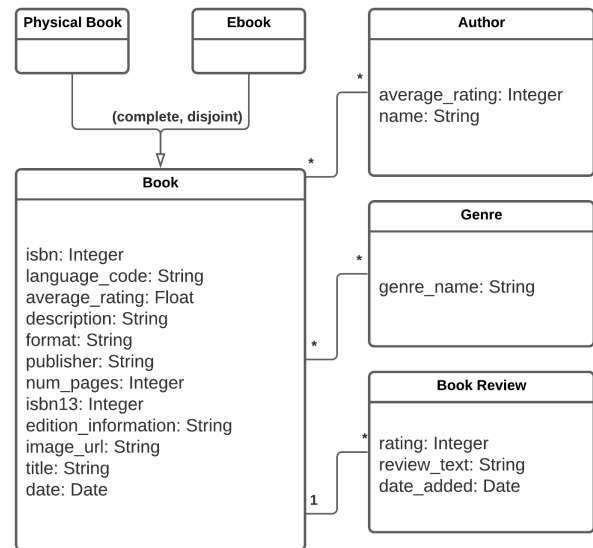 Physical Book
Ebook
(complete, disjoint)
Book
isbn: Integer
language_code: String
average_rating: Float
description: String
format: String
publisher: String
num_pages: Integer
isbn13: Integer
edition_information: String
image_url: String
title: String
date: Date
*
*
Author
average_rating: Integer
name: String
*
*
Genre
genre_name: String
*
1
Book Review
rating: Integer
review_text: String
date_added: Date